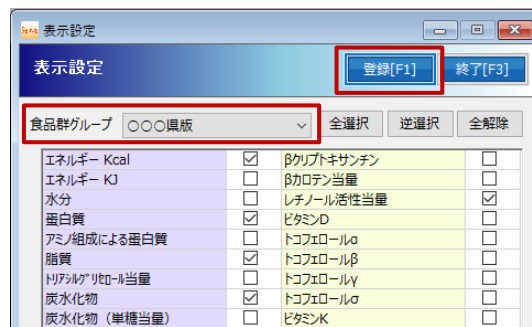 表示設定
表示設定 登録[F1] 終了[F3]
食品群グループ ○○○県版 全選択 逆選択 全解除
エネルギー Kcal βクリプトキサンチン
エネルギー KJ βカロテン当量
水分 レチノール活性当量
蛋白質 ビタミンD
アミノ組成による蛋白質 トコフェロールα
脂質 トコフェロールβ
トリアシルグリセロール当量 トコフェロールγ
炭水化物 トコフェロールσ
炭水化物（単糖当量） ビタミンK